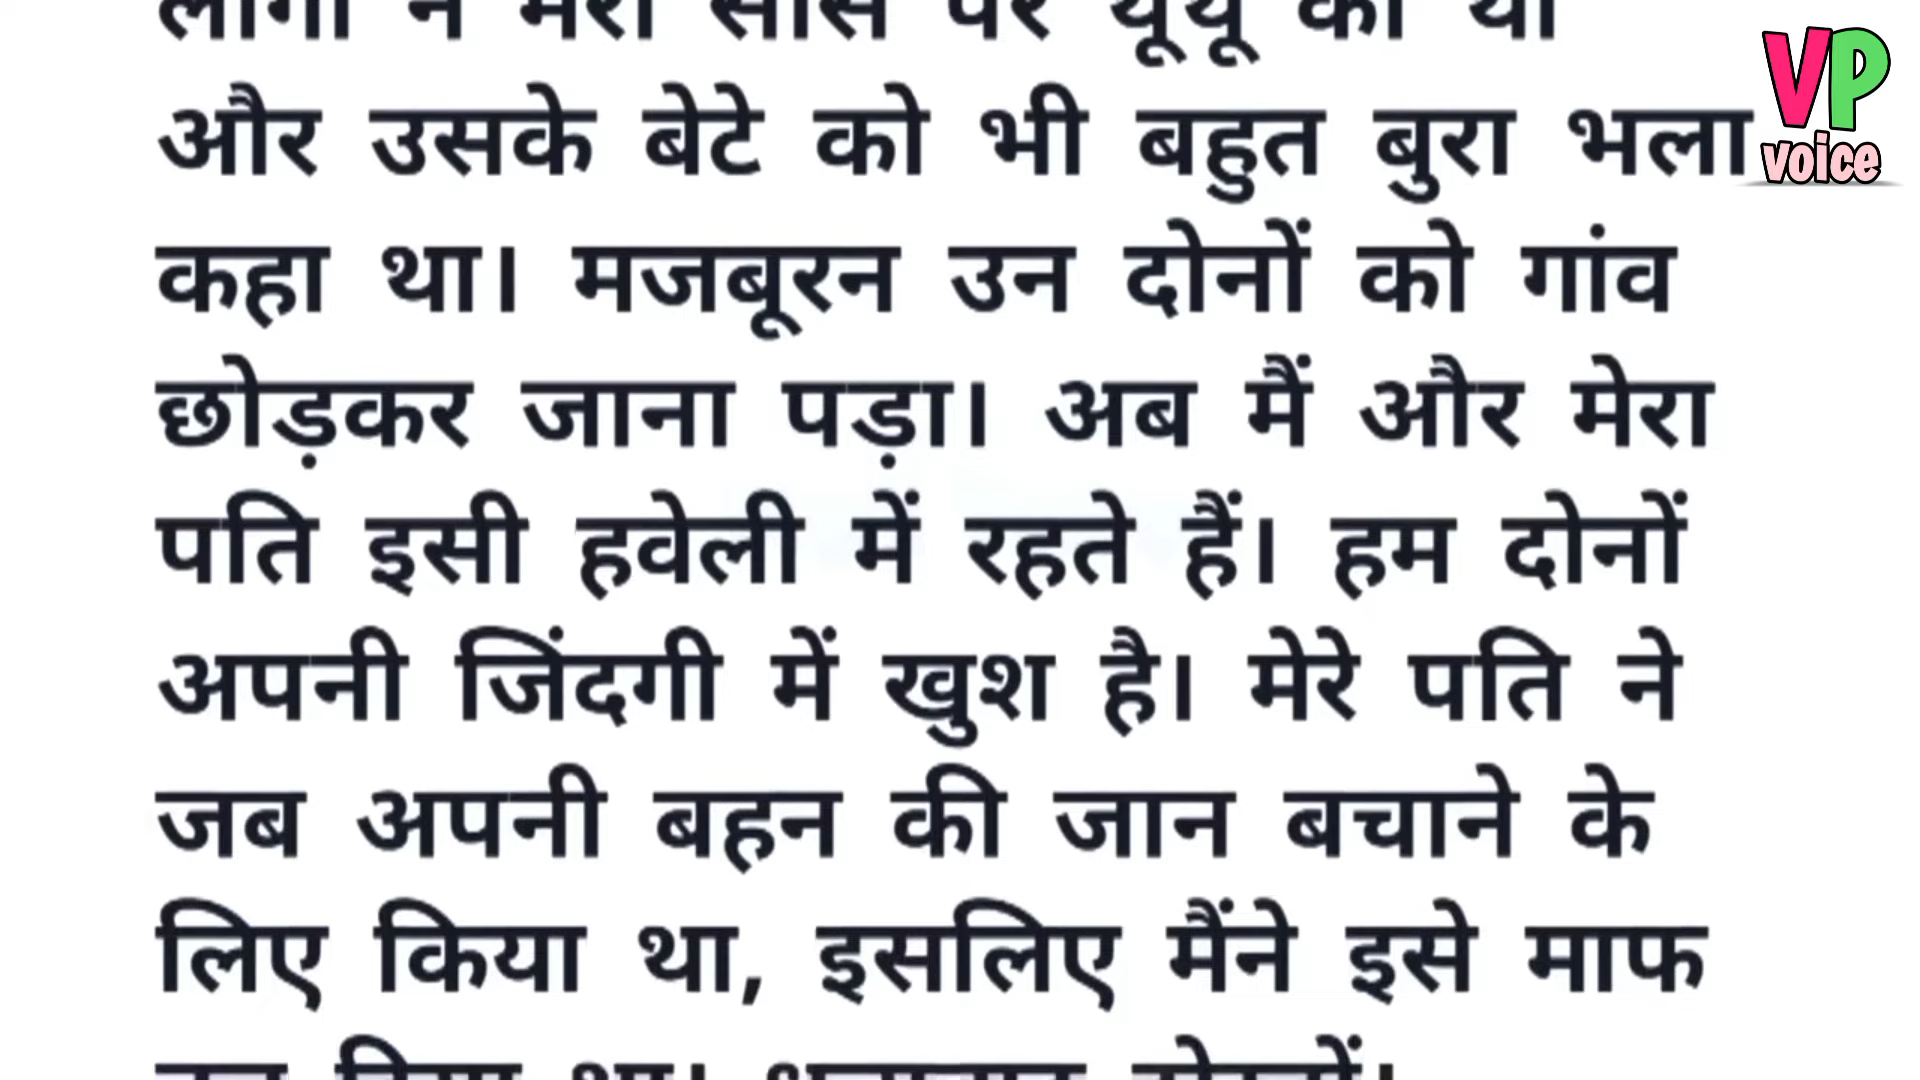 लोगों ने मेरी सास पर थूथू की थी
और उसके बेटे को भी बहुत बुरा भला
कहा था। मजबूरन उन दोनों को गांव
छोड़कर जाना पड़ा। अब मैं और मेरा
पति इसी हवेली में रहते हैं। हम दोनों
अपनी जिंदगी में खुश है। मेरे पति ने
जब अपनी बहन की जान बचाने के
लिए किया था, इसलिए मैंने इसे माफ
VP
voice